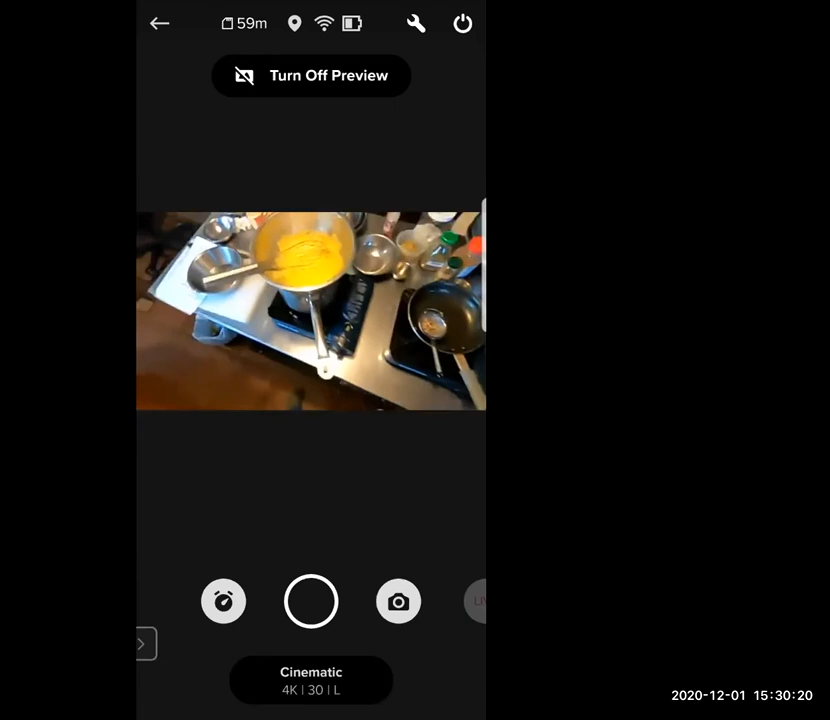 59m
Turn Off Preview
Cinematic
4K | 30 | L
2020-12-01 15:30:20